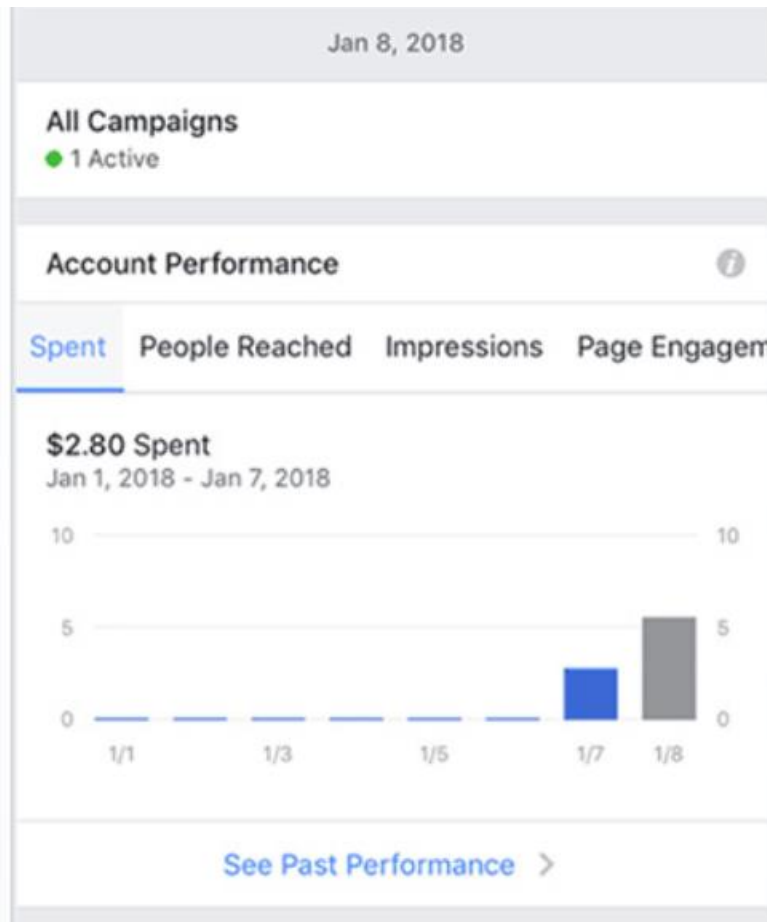 Jan 8, 2018
All Campaigns
1 Active
Account Performance
i
Spent People Reached Impressions Page Engagem
$2.80 Spent
Jan 1, 2018 - Jan 7, 2018
10 10
5 5
0 0
1/1 1/3 1/5 1/7 1/8
See Past Performance >